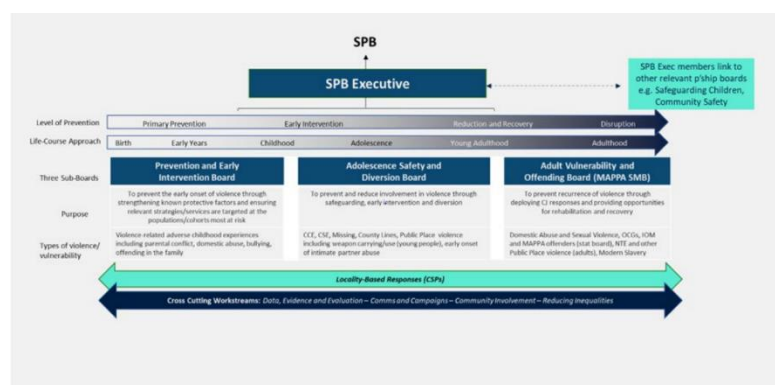 SPB
SPB Executive
SPB Exec members link to
other relevant p'ship boards
e.g. Safeguarding Children,
Community Safety
Level of Prevention
Primary Prevention
Early Intervention
Reduction and Recovery
Disruption
Life-Course Approach
Birth
Early Years
Childhood
Adolescence
Young Adulthood
Adulthood
Three Sub-Boards
Prevention and Early
Intervention Board
Adolescence Safety and
Diversion Board
Adult Vulnerability and
Offending Board (MAPPA SMB)
Purpose
To prevent the early onset of violence through
strengthening known protective factors and ensuring
relevant strategies/services are targeted at the
populations/cohorts most at risk
To prevent and reduce involvement in violence through
safeguarding, early intervention and diversion
To prevent recurrence of violence through
deploying CJ responses and providing opportunities
for rehabilitation and recovery
Types of violence/
vulnerability
Violence related adverse childhood experiences
including parental conflict, domestic abuse, bullying,
offending in the family
CCE, CSE, Missing, County Lines, Public Place violence
including weapon carrying/use (young people), early onset
of intimate partner abuse
Domestic Abuse and Sexual Violence, OCGs, IOM
and MAPPA offenders (stat board), NTE and other
Public Place violence (adults), Modern Slavery
Locality-Based Responses (CSPs)
Cross Cutting Workstreams: Data, Evidence and Evaluation – Comms and Campaigns – Community Involvement – Reducing Inequalities